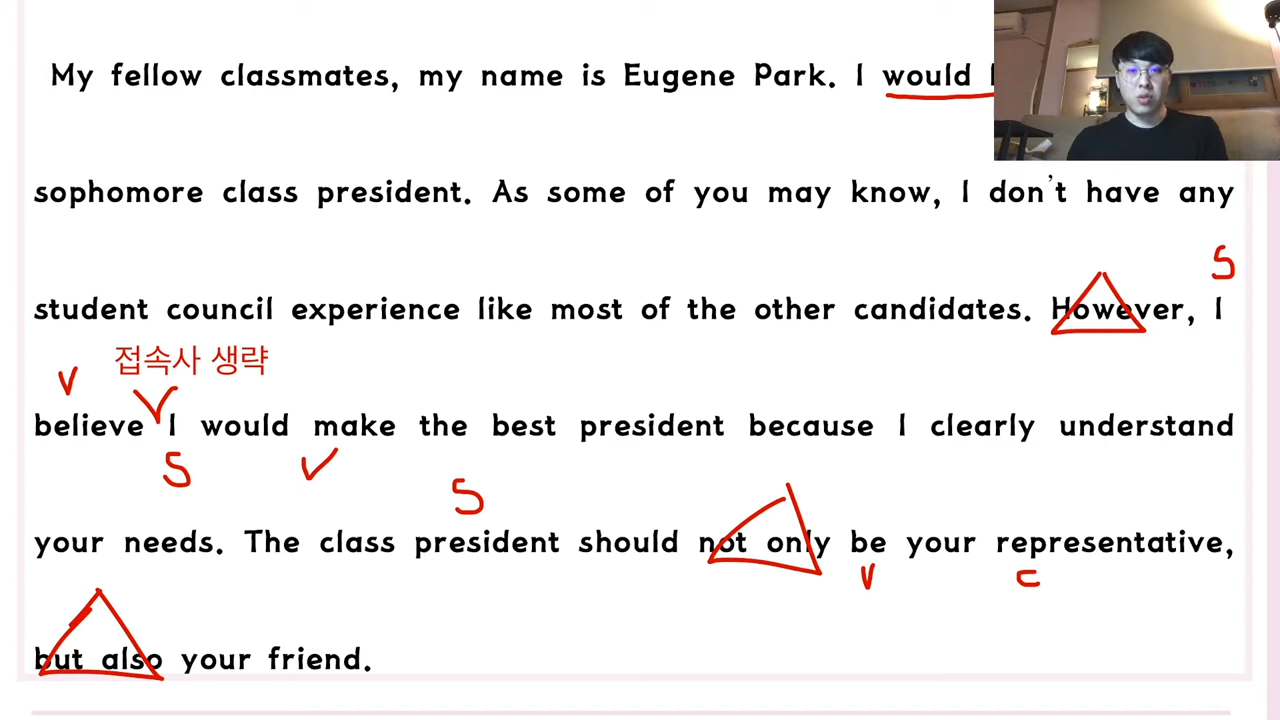 My fellow classmates, my name is Eugene Park. I would
sophomore class president. As some of you may know, I don't have any
S
student council experience like most of the other candidates. However, I
접속사 생략
V
believe I would make the best president because I clearly understand
S V
S
your needs. The class president should not only be your representative,
V C
but also your friend.